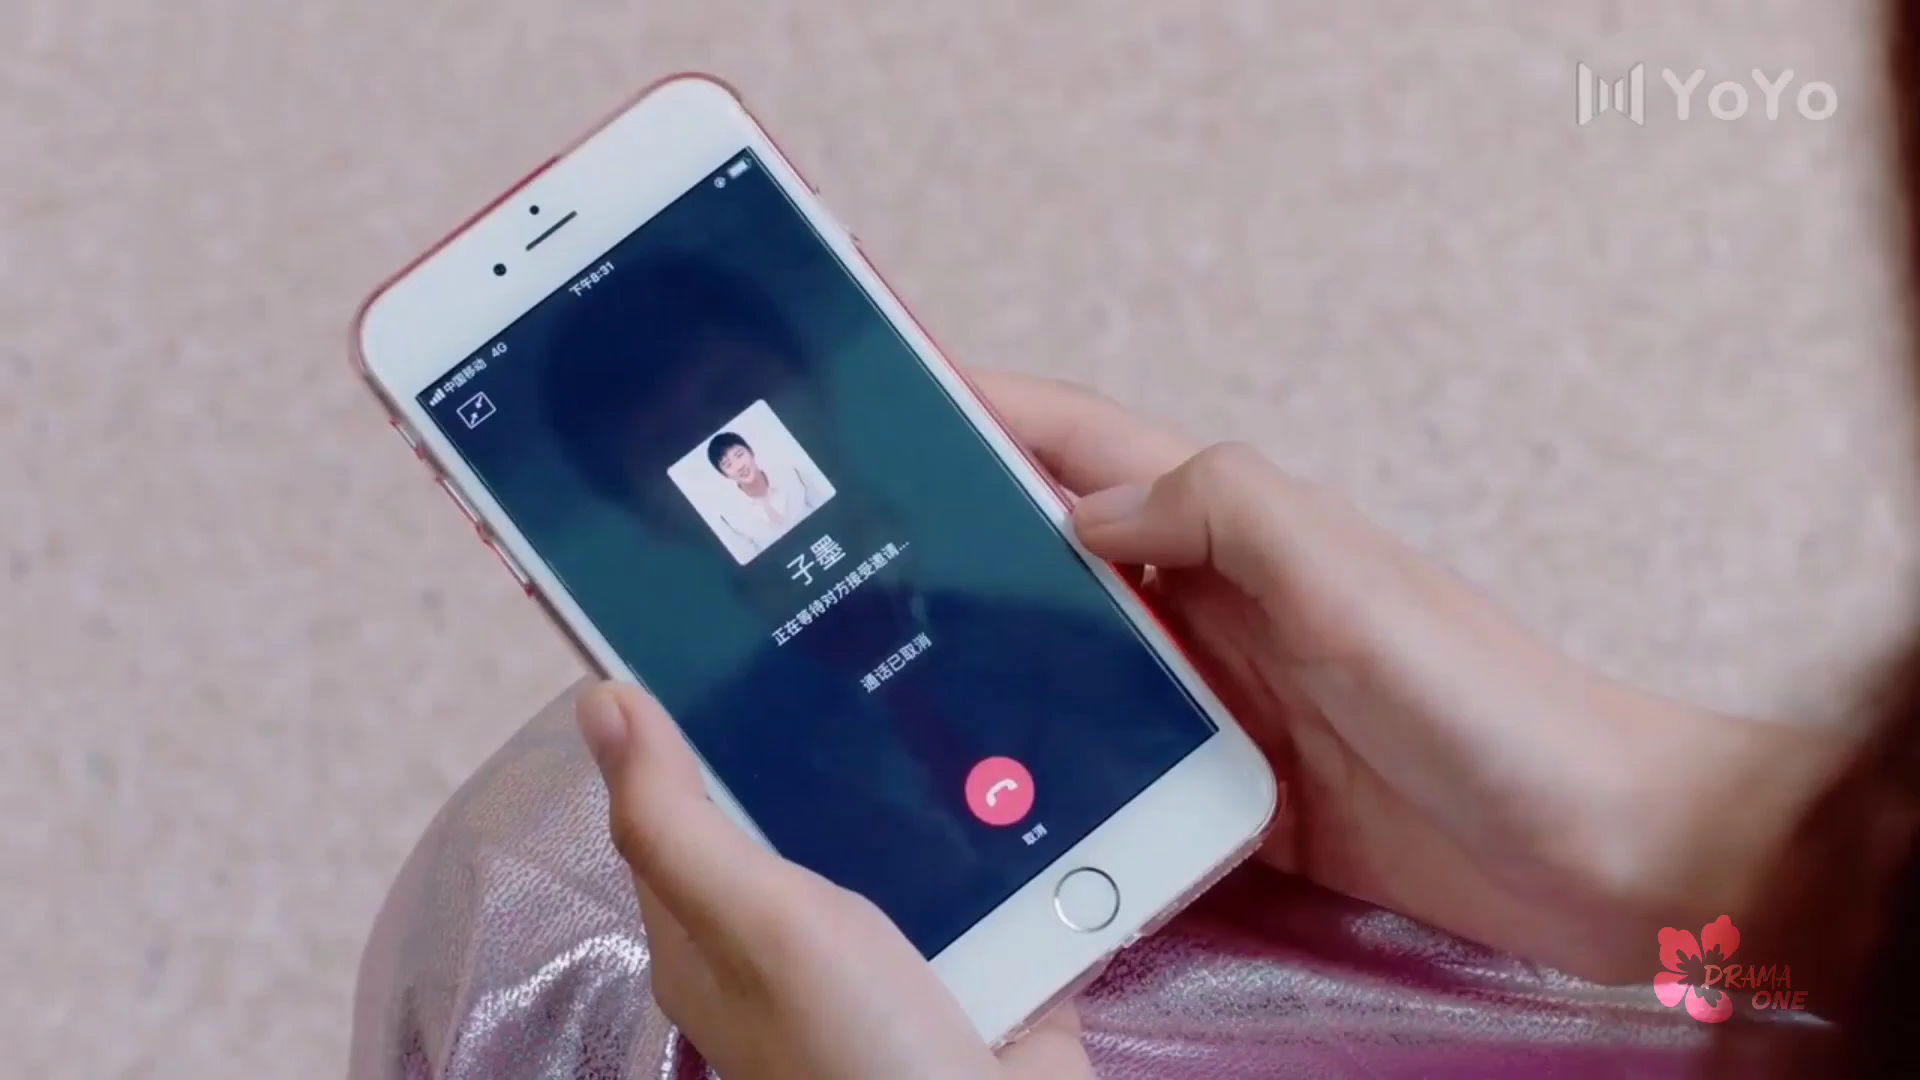 YoYo
下午8:31
中国移动 4G
子墨
正在等待对方接受邀请...
通话已取消
取消
DRAMA
ONE